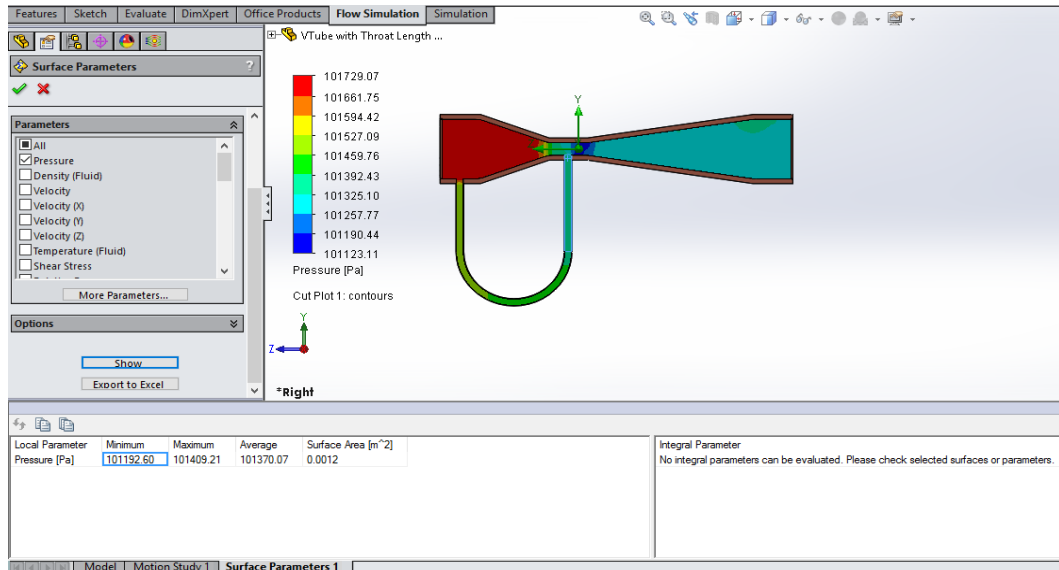 Features Sketch Evaluate DimXpert Office Products Flow Simulation Simulation
VTube with Throat Length ...
Surface Parameters ?
Parameters
All
Pressure
Density (Fluid)
Velocity
Velocity (X)
Velocity (Y)
Velocity (Z)
Temperature (Fluid)
Shear Stress
More Parameters...
Options
Show
Export to Excel
101729.07
101661.75
101594.42
101527.09
101459.76
101392.43
101325.10
101257.77
101190.44
101123.11
Pressure [Pa]
Cut Plot 1: contours
Y
Y
Z
*Right
Local Parameter Minimum Maximum Average Surface Area [m^2]
Pressure [Pa] 101192.60 101409.21 101370.07 0.0012
Integral Parameter
No integral parameters can be evaluated. Please check selected surfaces or parameters.
Model Motion Study 1 Surface Parameters 1